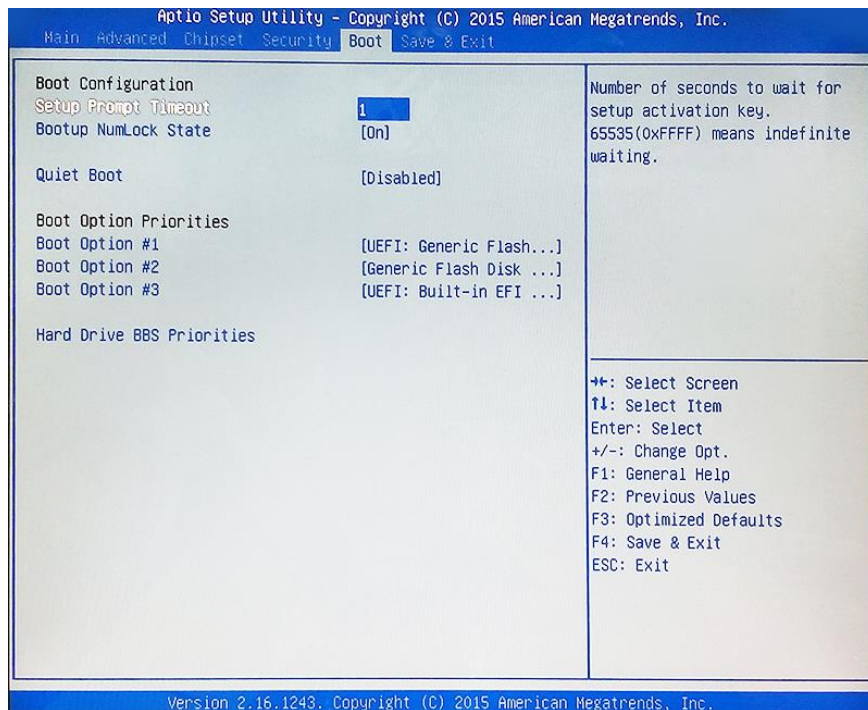 Aptio Setup Utility - Copyright (C) 2015 American Megatrends, Inc.
Main Advanced Chipset Security Boot Save & Exit
Boot Configuration
Setup Prompt Timeout 1
Bootup NumLock State [On]
Quiet Boot [Disabled]
Boot Option Priorities
Boot Option #1 [UEFI: Generic Flash...]
Boot Option #2 [Generic Flash Disk ...]
Boot Option #3 [UEFI: Built-in EFI ...]
Hard Drive BBS Priorities
Number of seconds to wait for
setup activation key.
65535(0xFFFF) means indefinite
waiting.
→←: Select Screen
↑↓: Select Item
Enter: Select
+/-: Change Opt.
F1: General Help
F2: Previous Values
F3: Optimized Defaults
F4: Save & Exit
ESC: Exit
Version 2.16.1243. Copyright (C) 2015 American Megatrends, Inc.